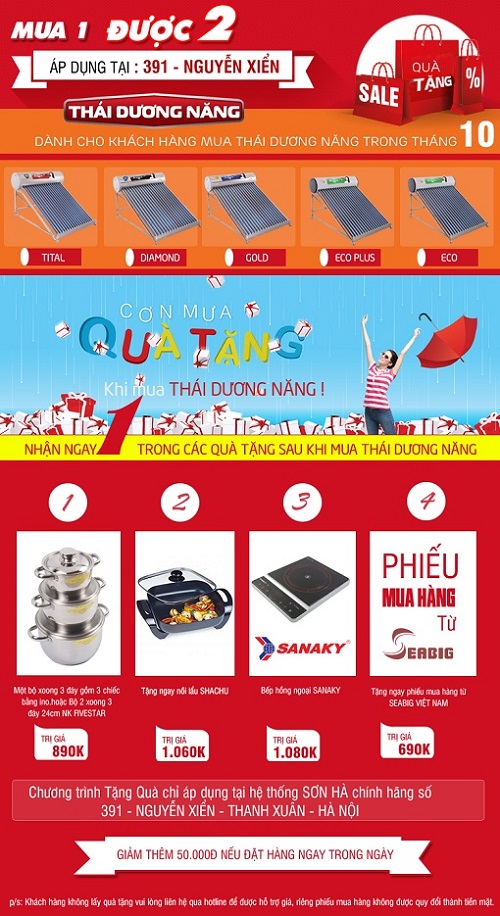 MUA 1 ĐƯỢC 2
ÁP DỤNG TẠI : 391 - NGUYỄN XIỂN
SALE
QUÀ TẶNG
%
THÁI DƯƠNG NĂNG
DÀNH CHO KHÁCH HÀNG MUA THÁI DƯƠNG NĂNG TRONG THÁNG 10
TITAL
DIAMOND
GOLD
ECO PLUS
ECO
CƠN MƯA
QUÀ TẶNG
Khi mua THÁI DƯƠNG NĂNG !
NHẬN NGAY 1 TRONG CÁC QUÀ TẶNG SAU KHI MUA THÁI DƯƠNG NĂNG
1
2
3
4
SANAKY
PHIẾU
MUA HÀNG
Từ
SEABIG
Một bộ xoong 3 đáy gồm 3 chiếc
bằng ino.hoặc Bộ 2 xoong 3
đáy 24cm NK FIVESTAR
Tặng ngay nồi lẩu SHACHU
Bếp hồng ngoại SANAKY
Tặng ngay phiếu mua hàng từ
SEABIG VIỆT NAM
TRỊ GIÁ
890K
TRỊ GIÁ
1.060K
TRỊ GIÁ
1.080K
TRỊ GIÁ
690K
Chương trình Tặng Quà chỉ áp dụng tại hệ thống SƠN HÀ chính hãng số
391 - NGUYỄN XIỂN - THANH XUÂN - HÀ NỘI
GIẢM THÊM 50.000Đ NẾU ĐẶT HÀNG NGAY TRONG NGÀY
p/s: Khách hàng không lấy quà tặng vui lòng liên hệ qua hotline để được hỗ trợ giá, riêng phiếu mua hàng không được quy đổi thành tiền mặt.